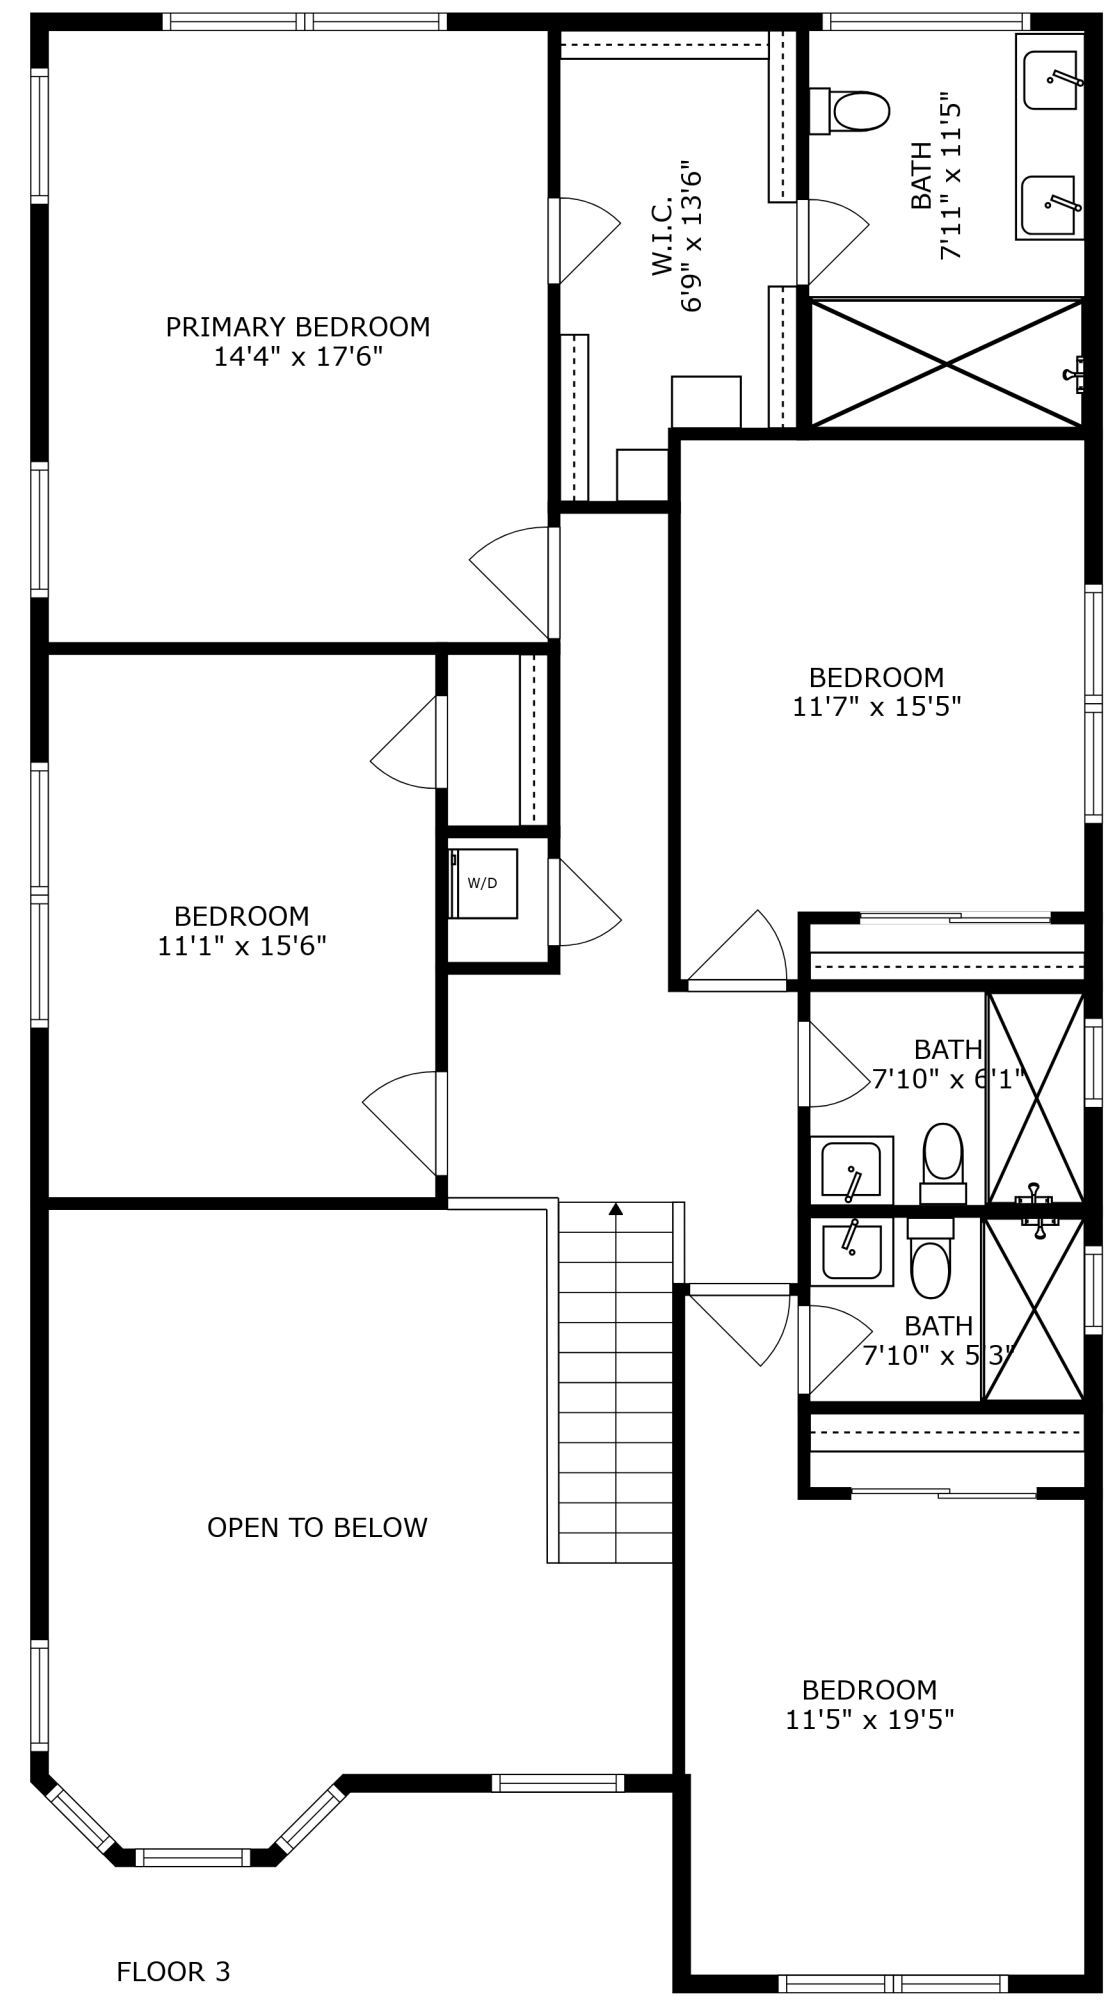 PRIMARY BEDROOM
14'4" x 17'6"
W.I.C.
6'9" x 13'6"
BATH
7'11" x 11'5"
BEDROOM
11'7" x 15'5"
W/D
BEDROOM
11'1" x 15'6"
BATH
7'10" x 6'1"
BATH
7'10" x 5'3"
OPEN TO BELOW
BEDROOM
11'5" x 19'5"
FLOOR 3